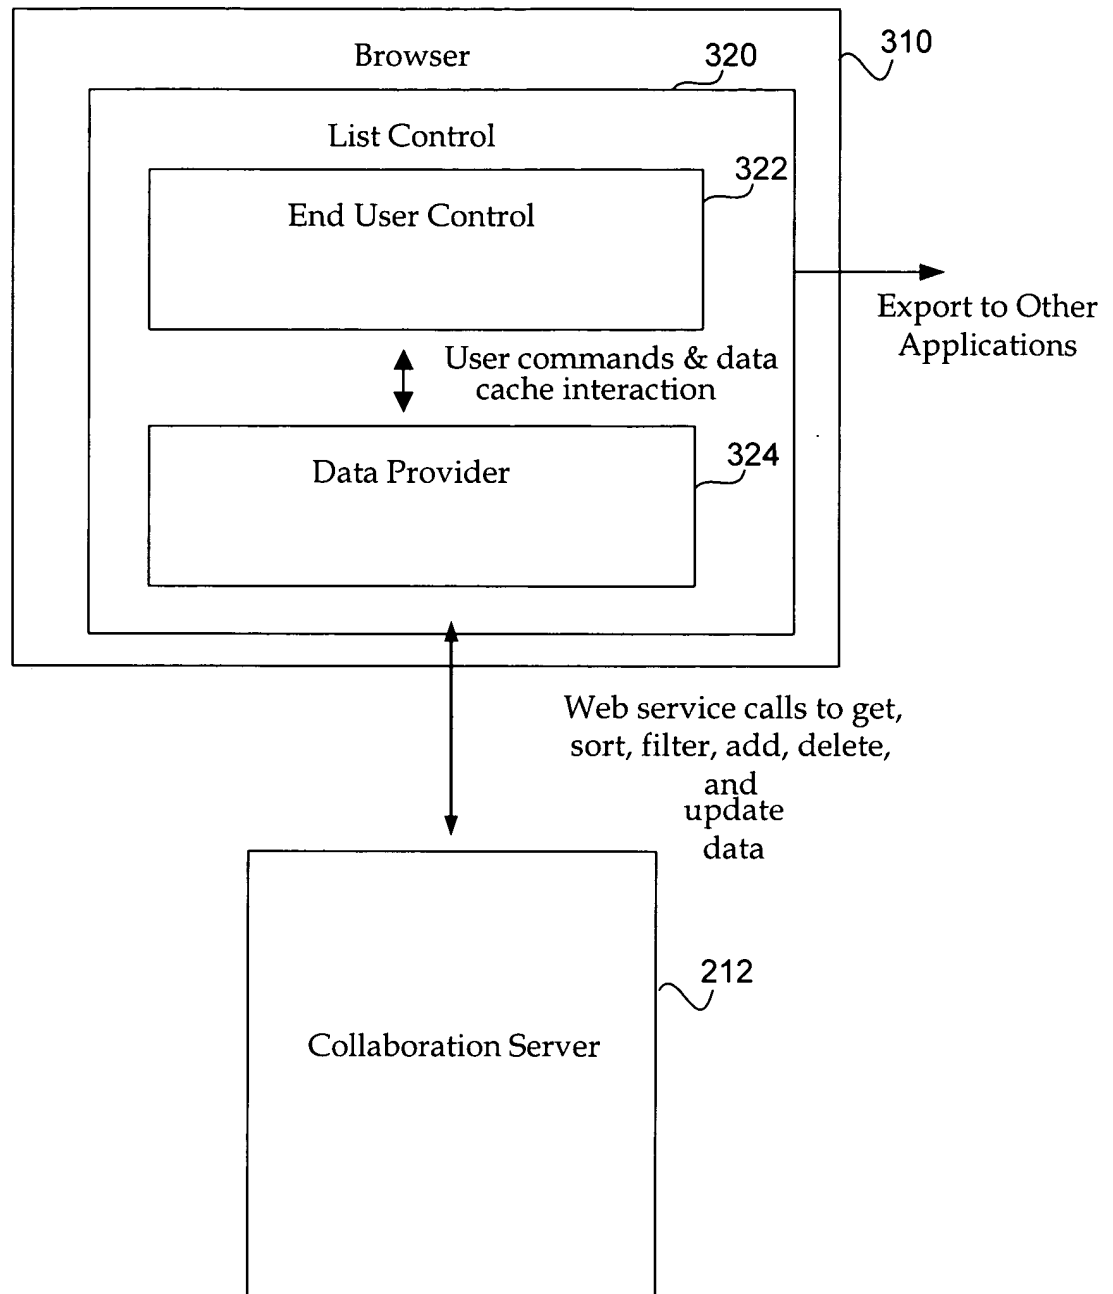 310
Browser
320
List Control
322
End User Control
Export to Other
Applications
User commands & data
cache interaction
324
Data Provider
Web service calls to get,
sort, filter, add, delete,
and
update
data
212
Collaboration Server